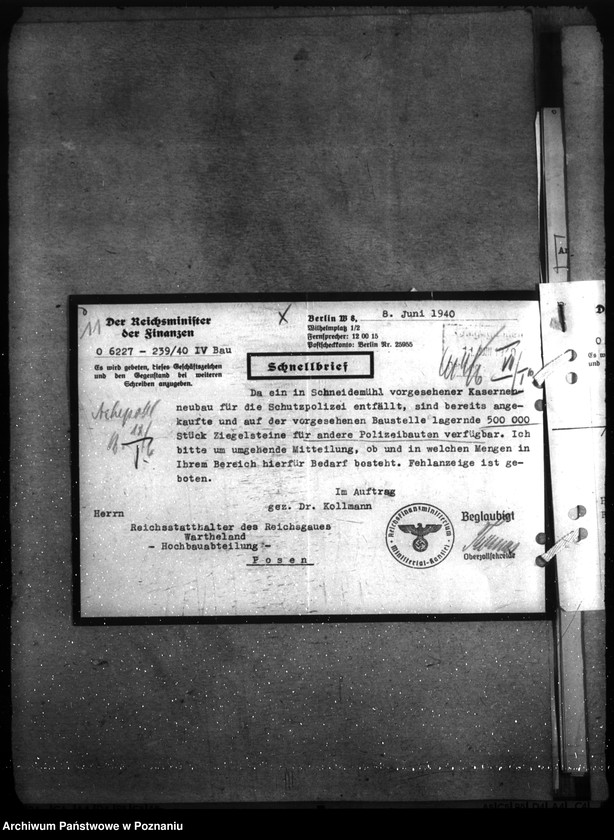 Der Reichsminister
der Finanzen
O 6227 - 239/40 IV Bau
Es wird gebeten, dieses Geschäftszeichen
und den Gegenstand bei weiteren
Schreiben anzugeben.
Berlin W 8, 8. Juni 1940
Wilhelmplatz 1/2
Fernsprecher: 12 00 15
Postscheckkonto: Berlin Nr. 25955
Schnellbrief
Da ein in Schneidemühl vorgesehener Kasernen-
neubau für die Schutzpolizei entfällt, sind bereits ange-
kaufte und auf der vorgesehenen Baustelle lagernde 500 000
Stück Ziegelsteine für andere Polizeibauten verfügbar. Ich
bitte um umgehende Mitteilung, ob und in welchen Mengen in
Ihrem Bereich hierfür Bedarf besteht. Fehlanzeige ist ge-
boten.
Im Auftrag
gez. Dr. Kollmann
Herrn
Reichsstatthalter des Reichsgaues
Wartheland
- Hochbauabteilung -
Posen
Reichsfinanzministerium
Ministerial-Kanzlei
Beglaubigt
Oberzollsekretär
Archiwum Państwowe w Poznaniu